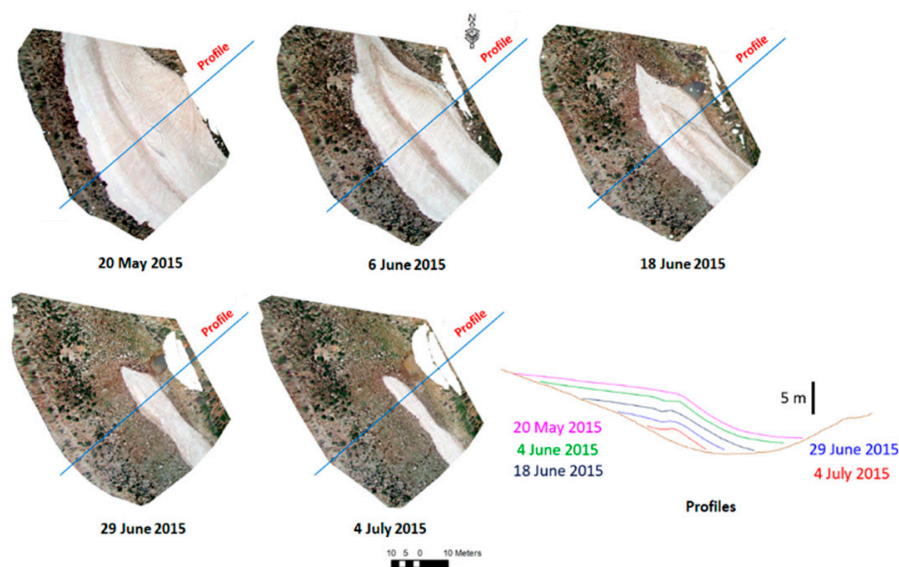 N
Profile
Profile
Profile
20 May 2015
6 June 2015
18 June 2015
Profile
Profile
5 m
20 May 2015
4 June 2015
18 June 2015
29 June 2015
4 July 2015
29 June 2015
4 July 2015
Profiles
10 5 0 10 Meters